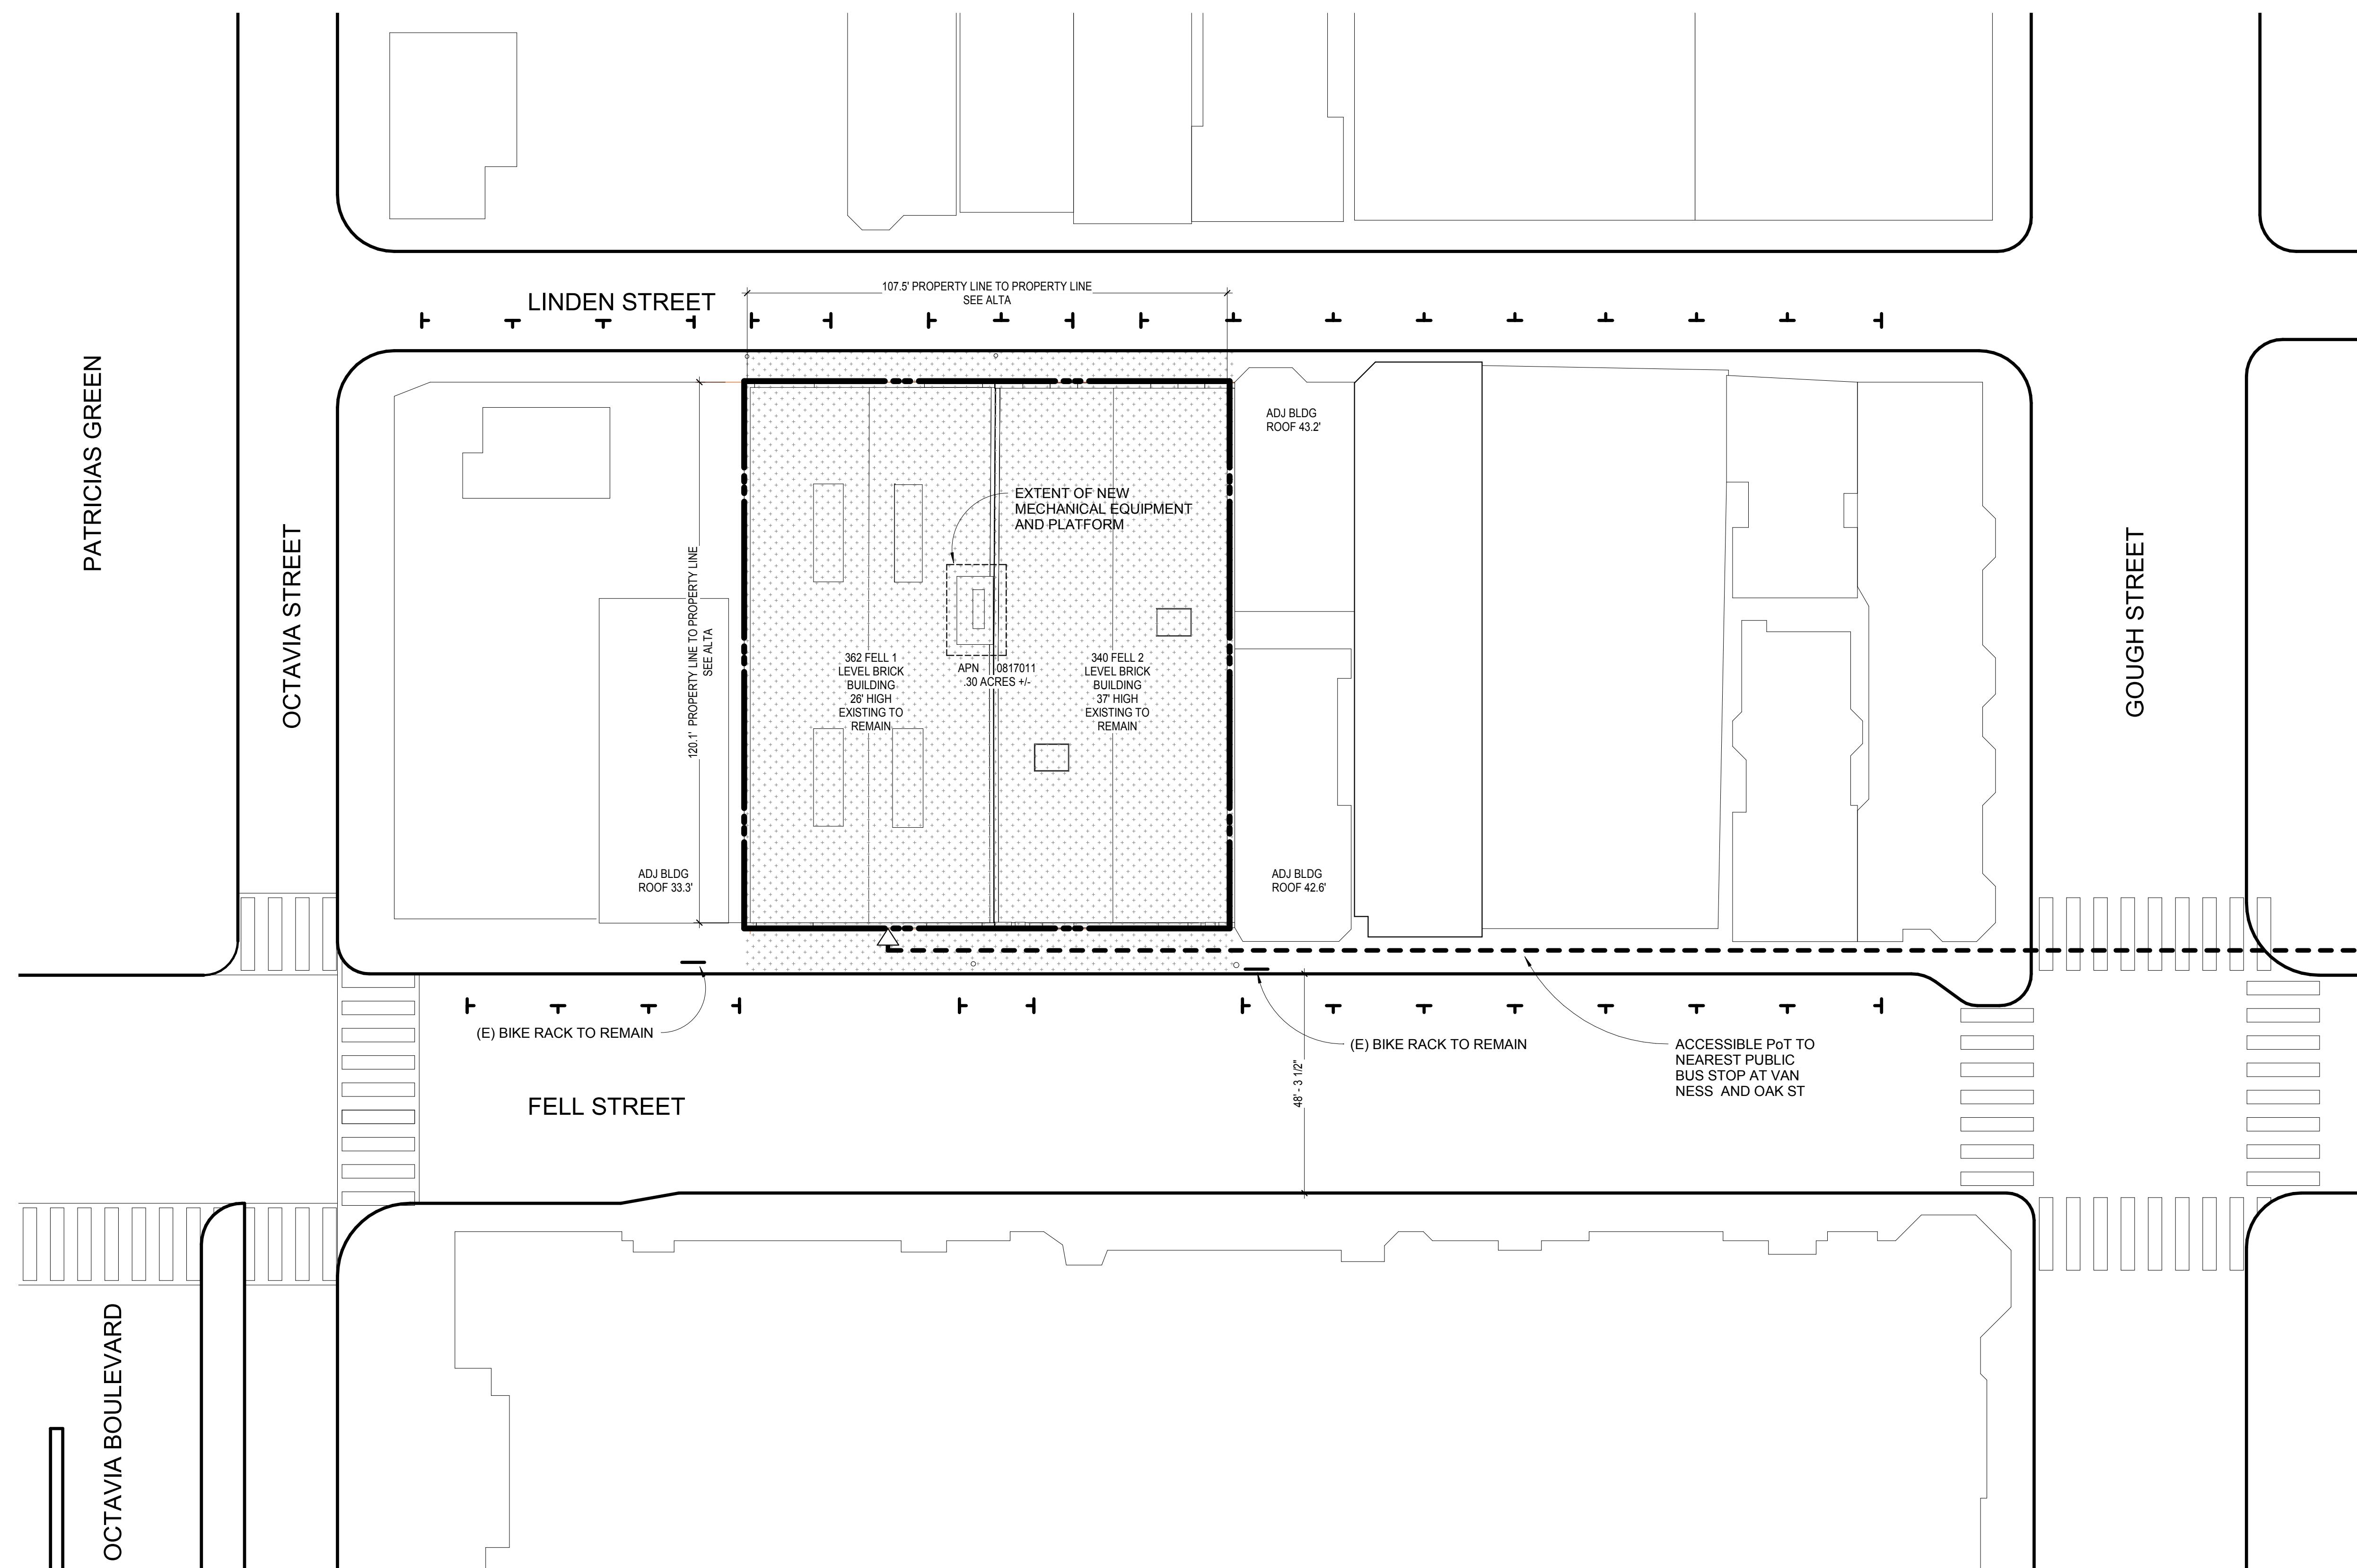 LINDEN STREET
107.5' PROPERTY LINE TO PROPERTY LINE
SEE ALTA
PATRICIAS GREEN
OCTAVIA STREET
GOUGH STREET
ADJ BLDG
ROOF 43.2'
EXTENT OF NEW
MECHANICAL EQUIPMENT
AND PLATFORM
120.1' PROPERTY LINE TO PROPERTY LINE
SEE ALTA
362 FELL 1
LEVEL BRICK
BUILDING
26' HIGH
EXISTING TO
REMAIN
APN 0817011
.30 ACRES +/-
340 FELL 2
LEVEL BRICK
BUILDING
37' HIGH
EXISTING TO
REMAIN
ADJ BLDG
ROOF 33.3'
ADJ BLDG
ROOF 42.6'
(E) BIKE RACK TO REMAIN
(E) BIKE RACK TO REMAIN
ACCESSIBLE PoT TO
NEAREST PUBLIC
BUS STOP AT VAN
NESS AND OAK ST
48' - 3 1/2"
FELL STREET
OCTAVIA BOULEVARD